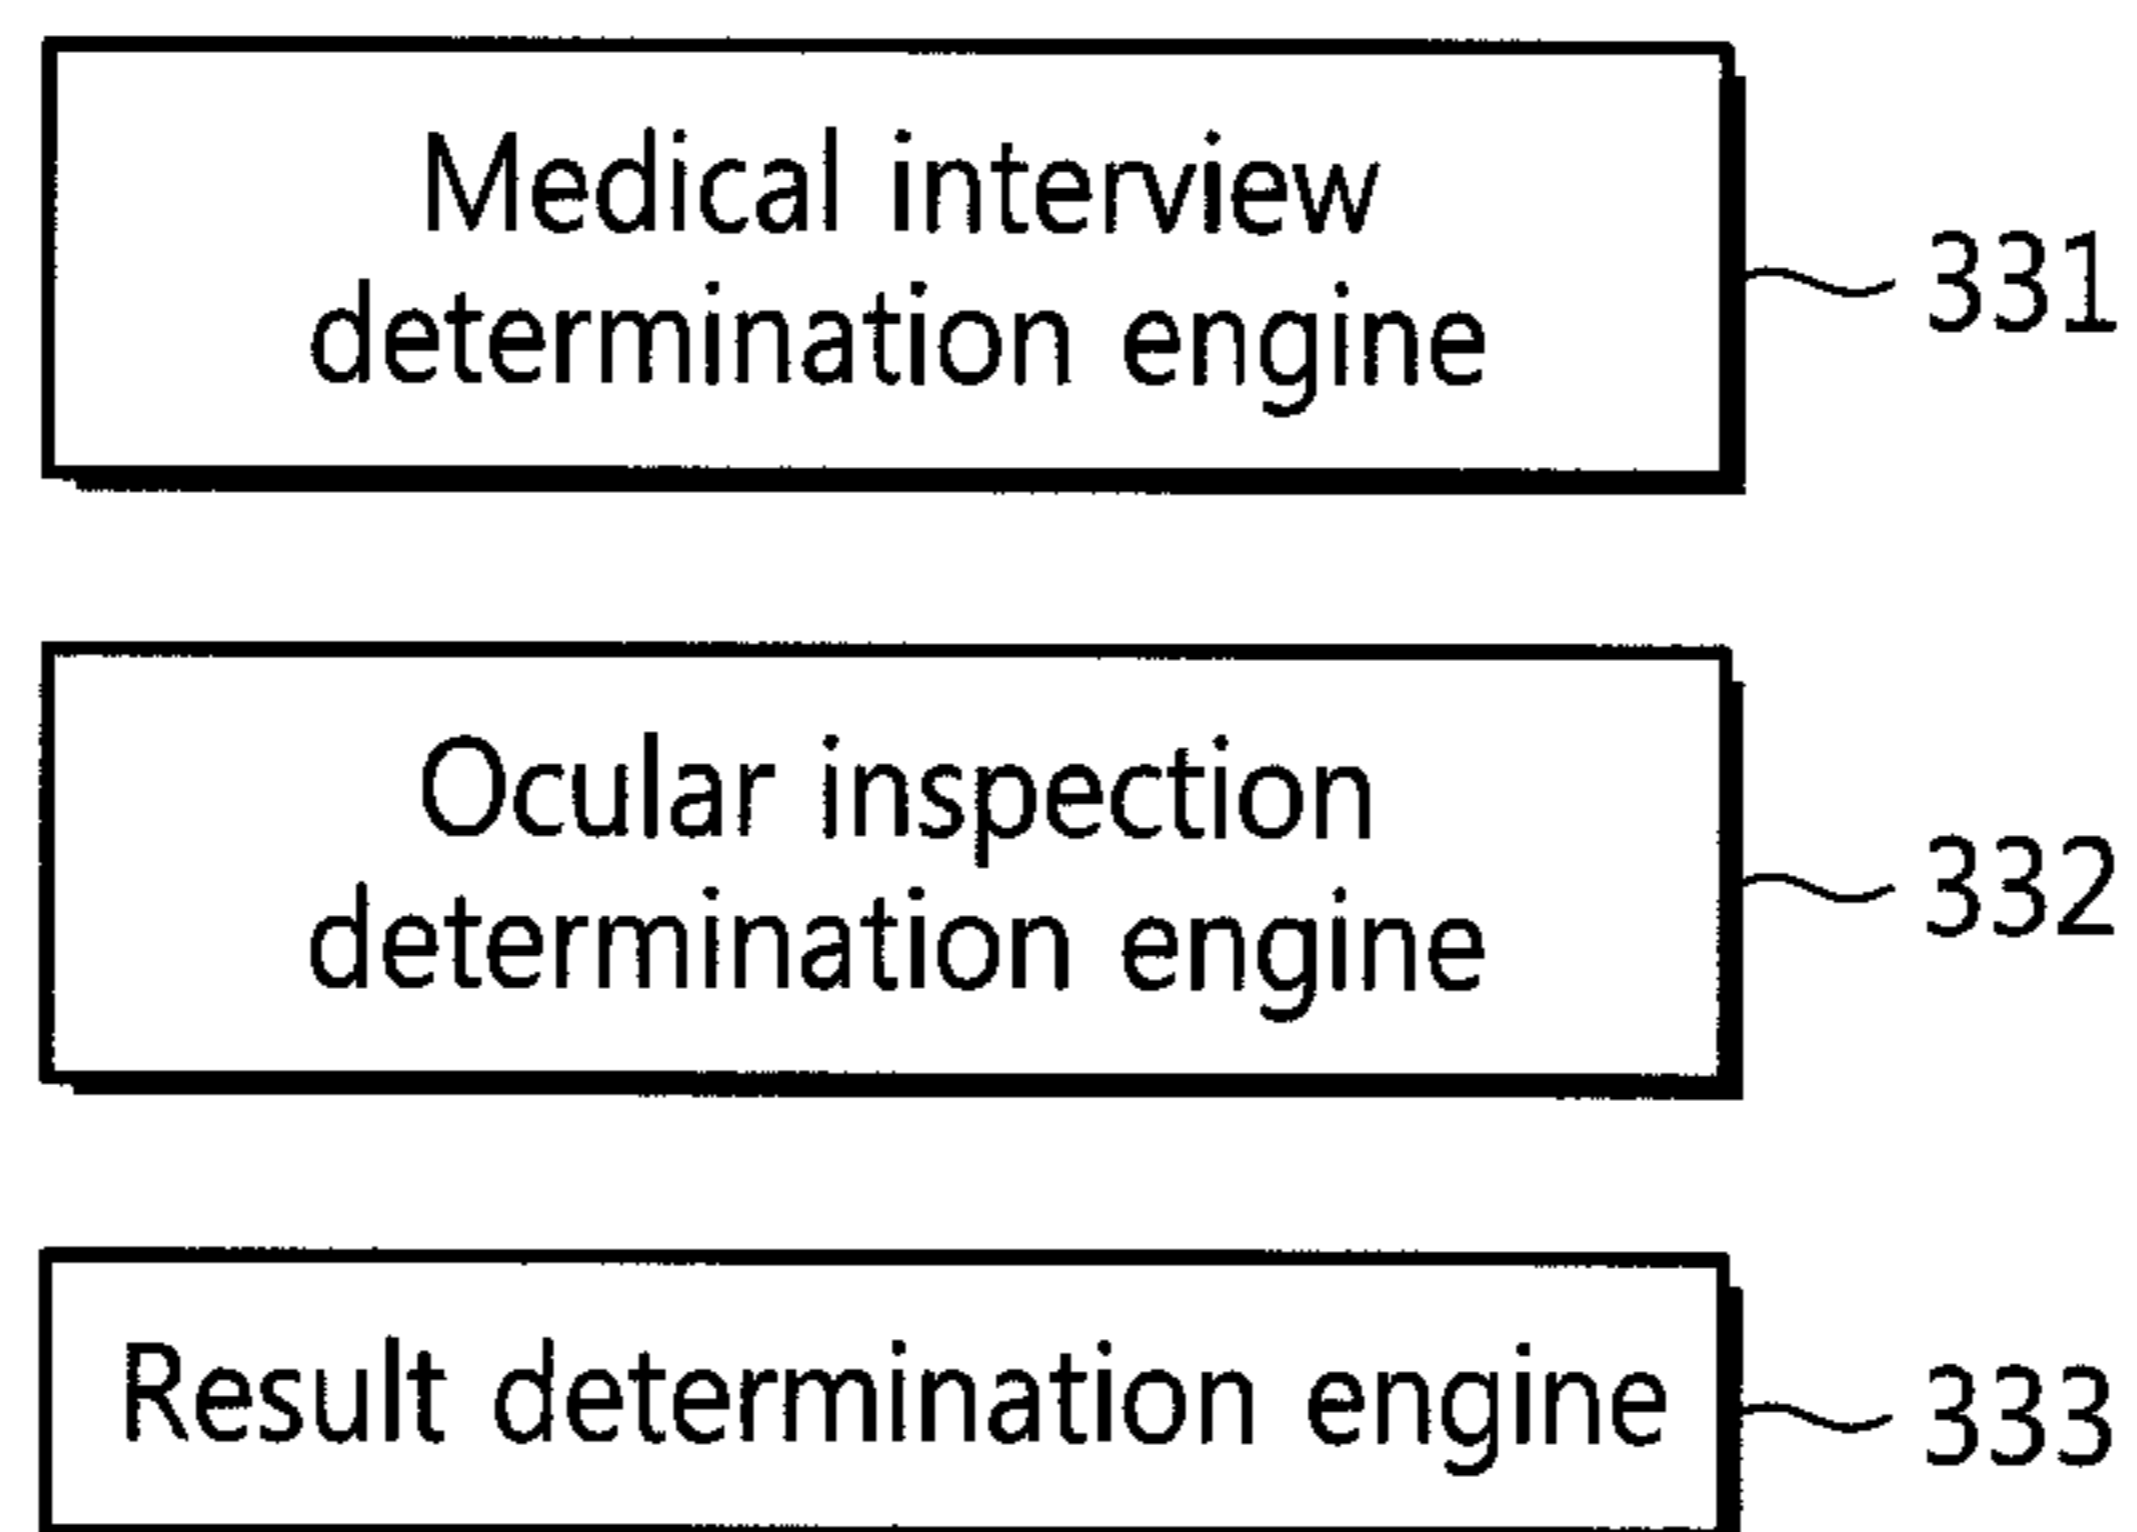 Medical interview
determination engine
331
Ocular inspection
determination engine
332
Result determination engine
333